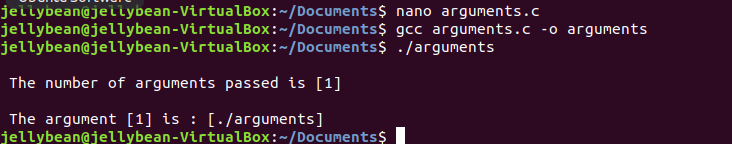 jellybean@jellybean-VirtualBox:~/Documents$ nano arguments.c
jellybean@jellybean-VirtualBox:~/Documents$ gcc arguments.c -o arguments
jellybean@jellybean-VirtualBox:~/Documents$ ./arguments
The number of arguments passed is [1]
The argument [1] is : [./arguments]
jellybean@jellybean-VirtualBox:~/Documents$